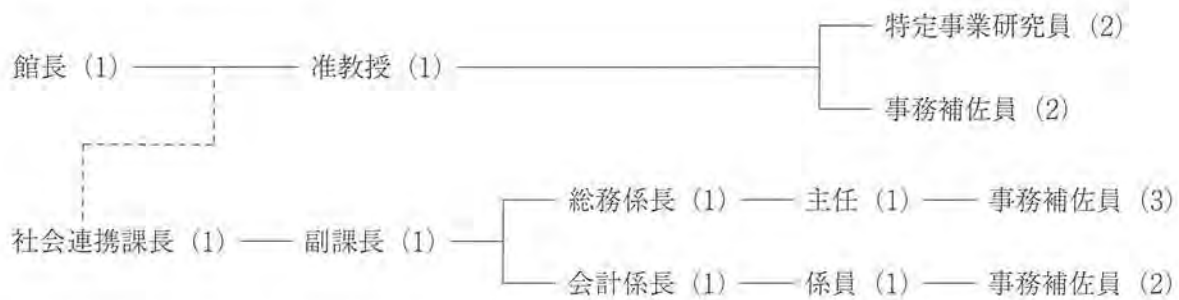 特定事業研究員（2）
館長（1） 准教授（1）
事務補佐員（2）
総務係長（1） 主任（1） 事務補佐員（3）
社会連携課長（1） 副課長（1）
会計係長（1） 係員（1） 事務補佐員（2）